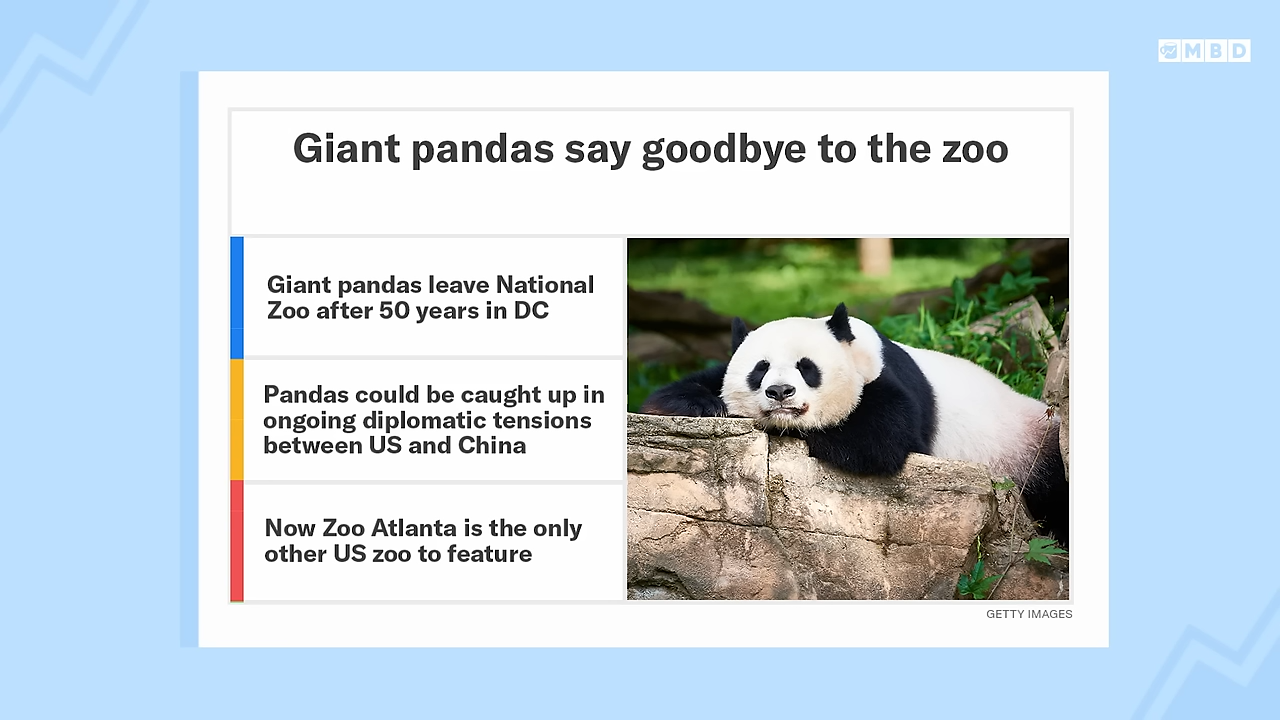 MBD
Giant pandas say goodbye to the zoo
Giant pandas leave National
Zoo after 50 years in DC
Pandas could be caught up in
ongoing diplomatic tensions
between US and China
Now Zoo Atlanta is the only
other US zoo to feature
GETTY IMAGES